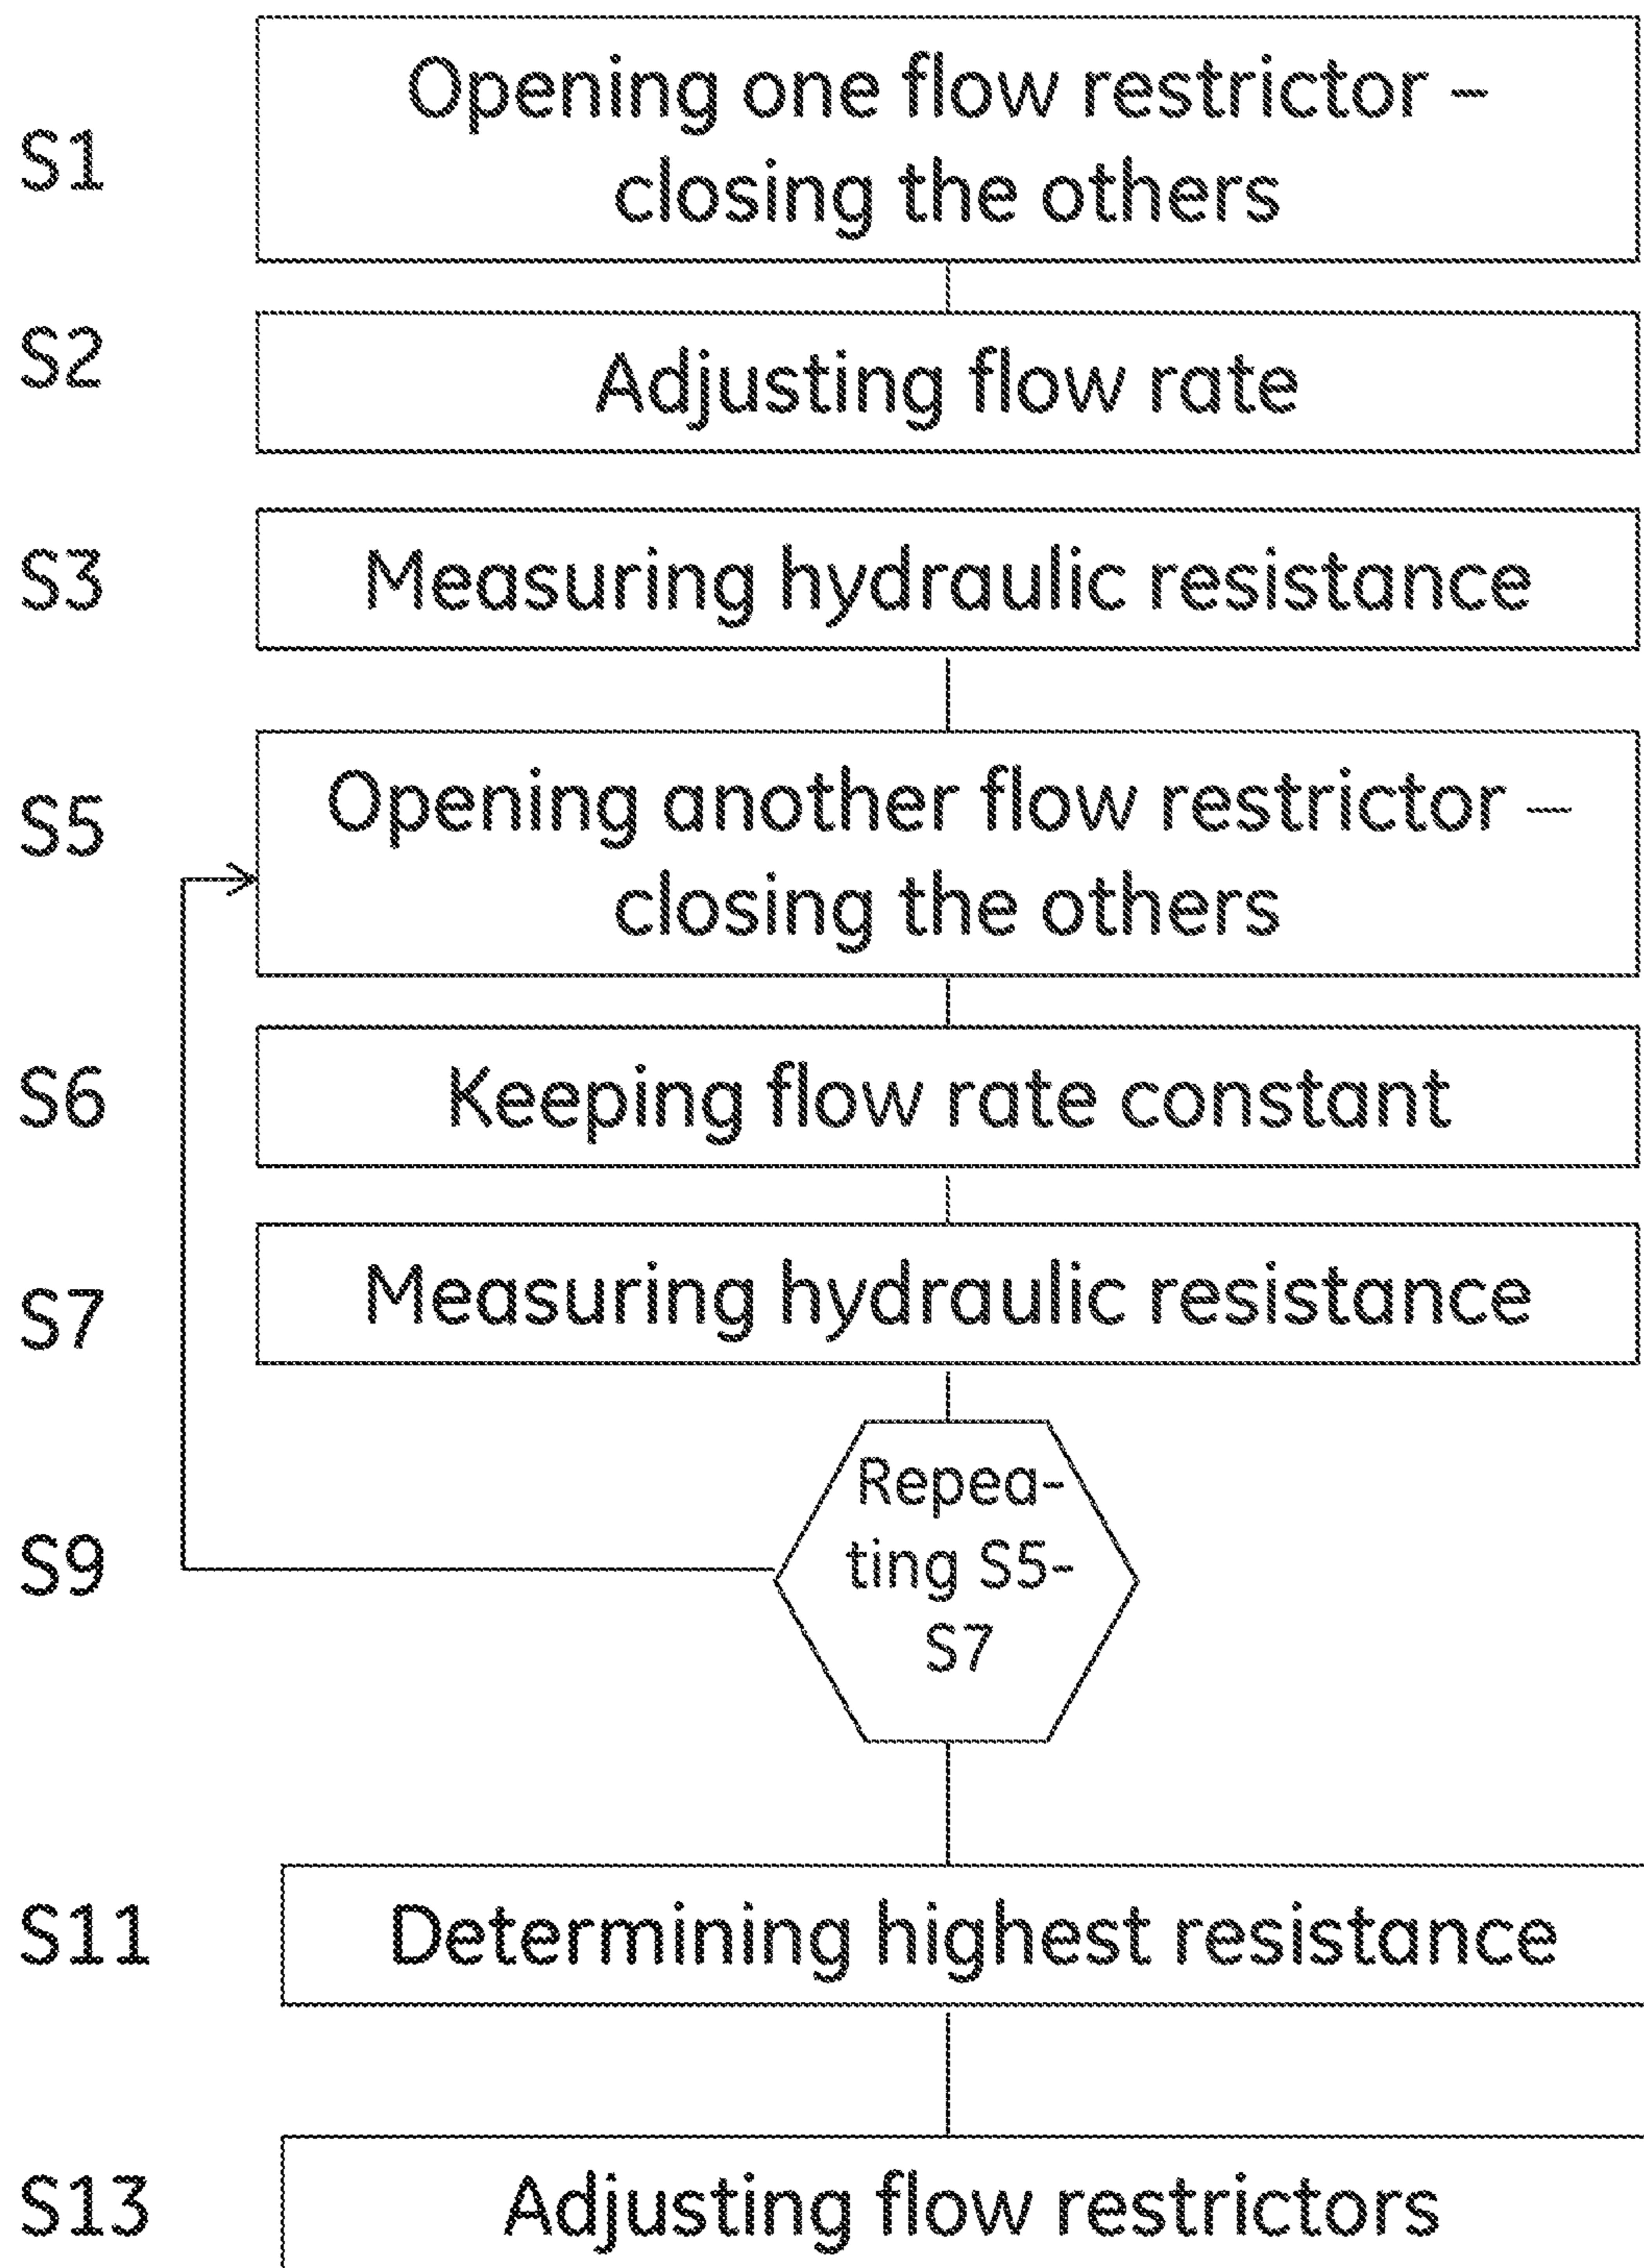 S1
Opening one flow restrictor –
closing the others
S2
Adjusting flow rate
S3
Measuring hydraulic resistance
S5
Opening another flow restrictor —
closing the others
S6
Keeping flow rate constant
S7
Measuring hydraulic resistance
S9
Repea-
ting S5-
S7
S11
Determining highest resistance
S13
Adjusting flow restrictors